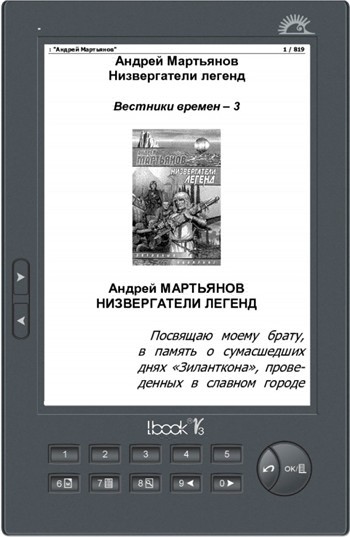 : "Андрей Мартьянов" 1 / 819
Андрей Мартьянов
Низвергатели легенд
Вестники времен – 3
МАРТЬЯНОВ
НИЗВЕРГАТЕЛИ
ЛЕГЕНД
Андрей МАРТЬЯНОВ
НИЗВЕРГАТЕЛИ ЛЕГЕНД
Посвящаю моему брату,
в память о сумасшедших
днях «Зиланткона», прове-
денных в славном городе
lbook® V3
1 2 3 4 5
6 7 8 9 0
OK/